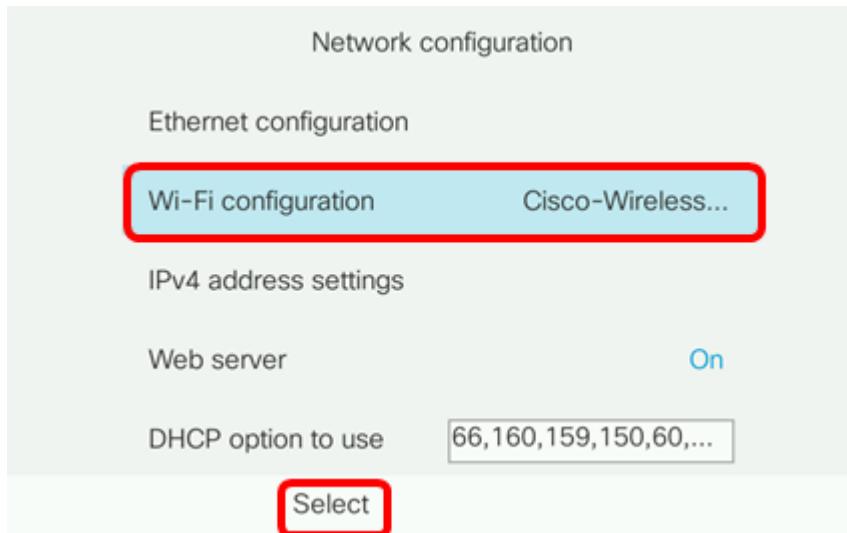 Network configuration
Ethernet configuration
Wi-Fi configuration Cisco-Wireless...
IPv4 address settings
Web server On
DHCP option to use 66,160,159,150,60,...
Select